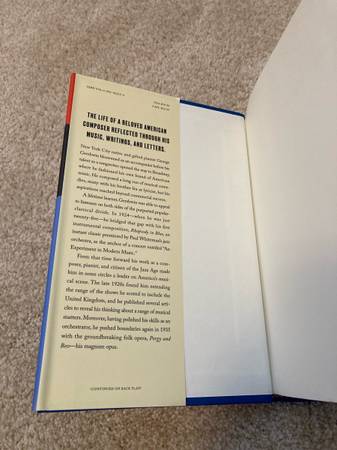 THE LIFE OF A BELOVED AMERICAN
COMPOSER REFLECTED THROUGH HIS
MUSIC, WRITINGS, AND LETTERS.
New York City native and gifted pianist George
Gershwin blossomed as an accompanist before his
talent as a songwriter opened the way to Broadway,
where he fashioned his own brand of American
music. He composed a long run of musical come-
dies, many with his brother Ira as lyricist, but his
aspirations reached beyond commercial success.
A lifetime learner, Gershwin was able to appeal
to listeners on both sides of the purported popular-
classical divide. In 1924—when he was just
twenty-five—he bridged that gap with his first
instrumental composition, Rhapsody in Blue, an
instant classic premiered by Paul Whiteman's jazz
orchestra, as the anchor of a concert entitled "An
Experiment in Modern Music."
From that time forward his work as a com-
poser, pianist, and citizen of the Jazz Age made
him in some circles a leader on America's musi-
cal scene. The late 1920s found him extending
the range of the shows he scored to include the
United Kingdom, and he published several arti-
cles to reveal his thinking about a range of musical
matters. Moreover, having polished his skills as an
orchestrator, he pushed boundaries again in 1935
with the groundbreaking folk opera, Porgy and
Bess—his magnum opus.
(CONTINUED ON BACK FLAP)